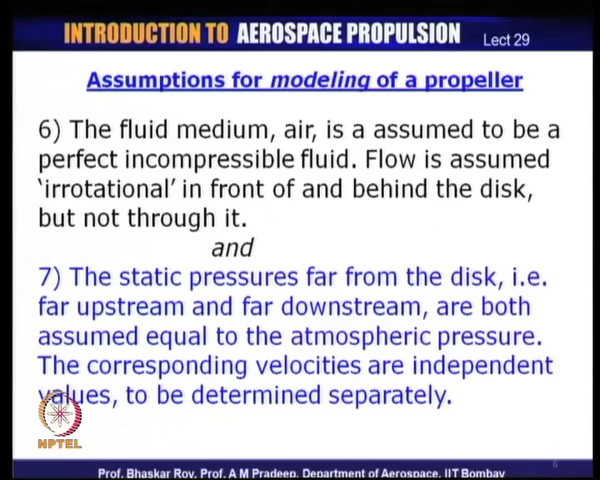 INTRODUCTION TO AEROSPACE PROPULSION Lect 29
Assumptions for modeling of a propeller
6) The fluid medium, air, is a assumed to be a
perfect incompressible fluid. Flow is assumed
‘irrotational’ in front of and behind the disk,
but not through it.
and
7) The static pressures far from the disk, i.e.
far upstream and far downstream, are both
assumed equal to the atmospheric pressure.
The corresponding velocities are independent
values, to be determined separately.
NPTEL
6
Prof. Bhaskar Roy, Prof. A M Pradeep, Department of Aerospace, IIT Bombay